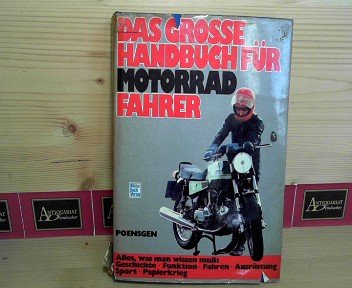 DAS GROSSE
HANDBUCH FÜR
MOTORRAD
FAHRER
POENSGEN
Alles, was man wissen muß:
Geschichte · Funktion · Fahren · Ausrüstung
Sport · Papierkrieg
ANTIQUARIAT
ANTIQUARIAT